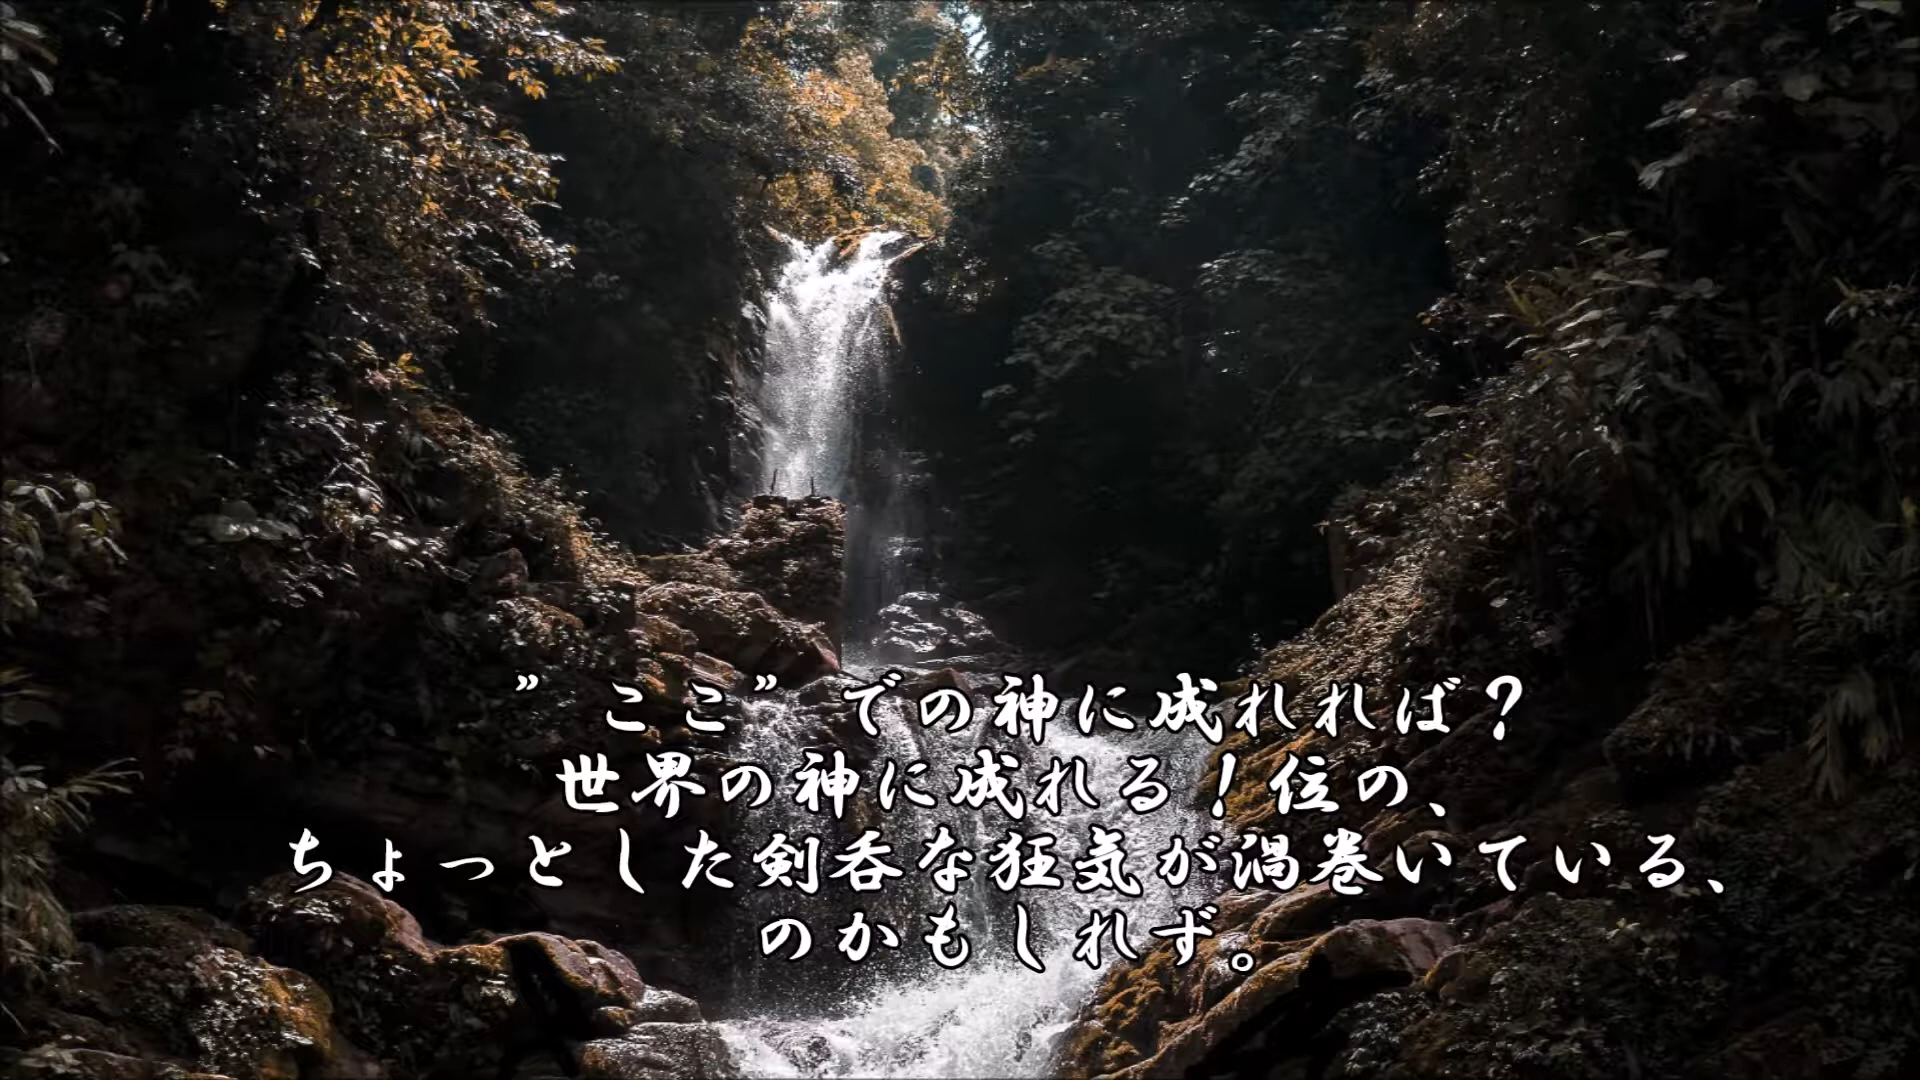 ”ここ”での神に成れれば？
世界の神に成れる！位の、
ちょっとした剣呑な狂気が渦巻いている、
のかもしれず。